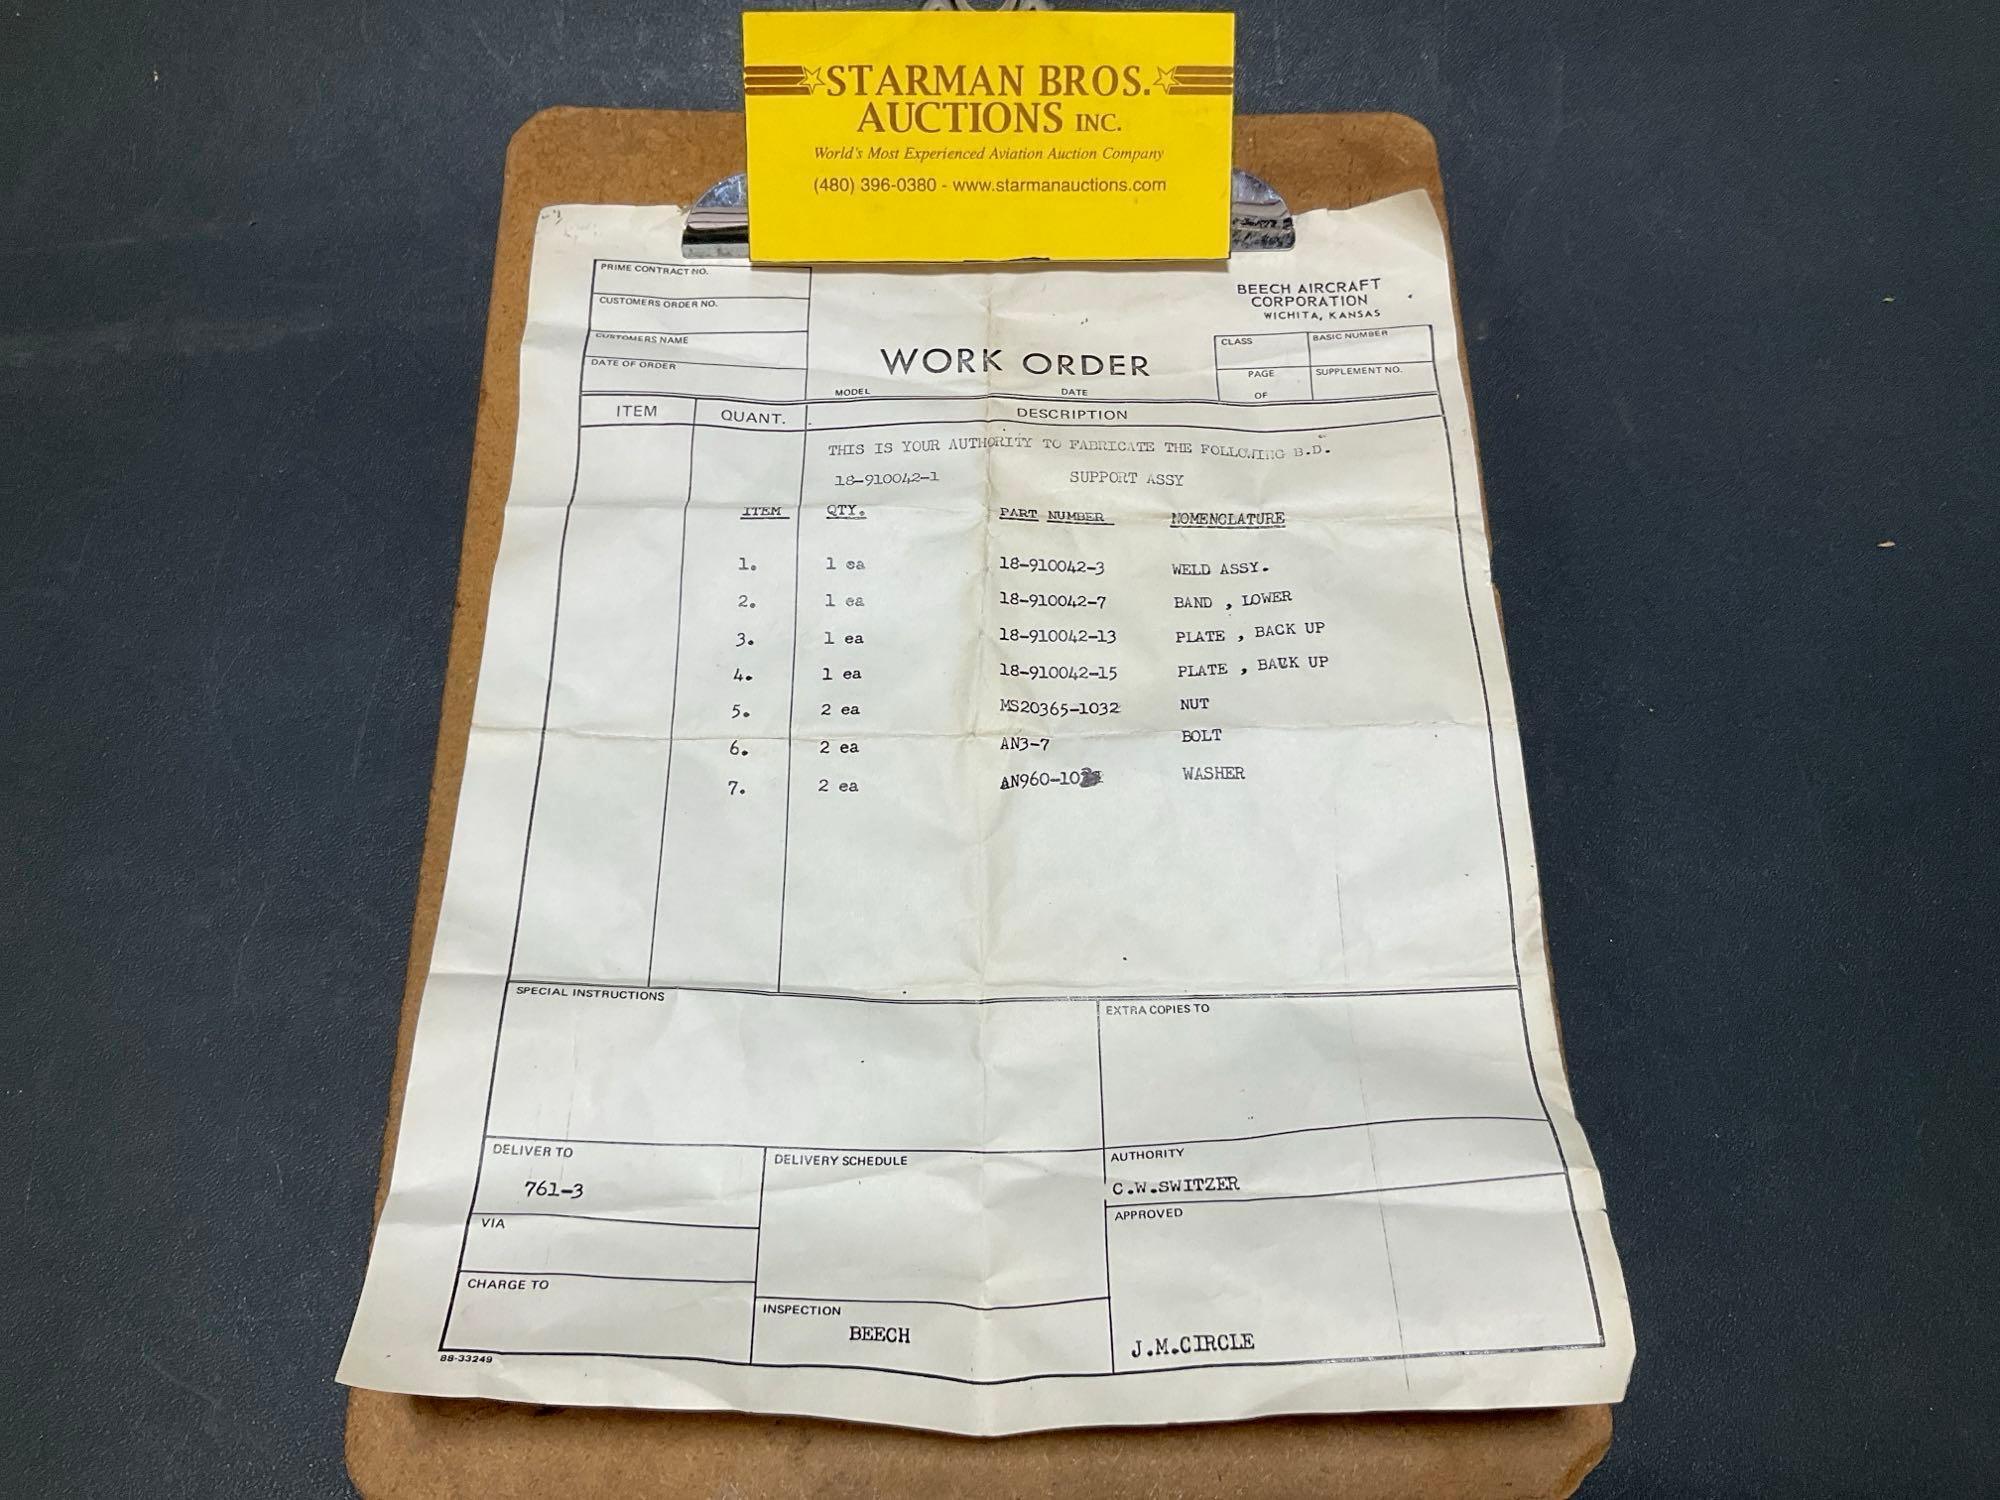 STARMAN BROS.
AUCTIONS INC.
World's Most Experienced Aviation Auction Company
(480) 396-0380 - www.starmanauctions.com
PRIME CONTRACT NO.
CUSTOMERS ORDER NO.
CUSTOMERS NAME
DATE OF ORDER
BEECH AIRCRAFT
CORPORATION
WICHITA, KANSAS
WORK ORDER
MODEL DATE
CLASS BASIC NUMBER
PAGE SUPPLEMENT NO.
OF
ITEM QUANT. DESCRIPTION
THIS IS YOUR AUTHORITY TO FABRICATE THE FOLLOWING B.D.
18-910042-1 SUPPORT ASSY
ITEM QTY. PART NUMBER NOMENCLATURE
1. 1 ea 18-910042-3 WELD ASSY.
2. 1 ea 18-910042-7 BAND , LOWER
3. 1 ea 18-910042-13 PLATE , BACK UP
4. 1 ea 18-910042-15 PLATE , BACK UP
5. 2 ea MS20365-1032 NUT
6. 2 ea AN3-7 BOLT
7. 2 ea WASHER
SPECIAL INSTRUCTIONS
EXTRA COPIES TO
DELIVER TO
761-3
VIA
CHARGE TO
DELIVERY SCHEDULE
INSPECTION
BEECH
AUTHORITY
C.W.SWITZER
APPROVED
J.M.CIRCLE
88-33249